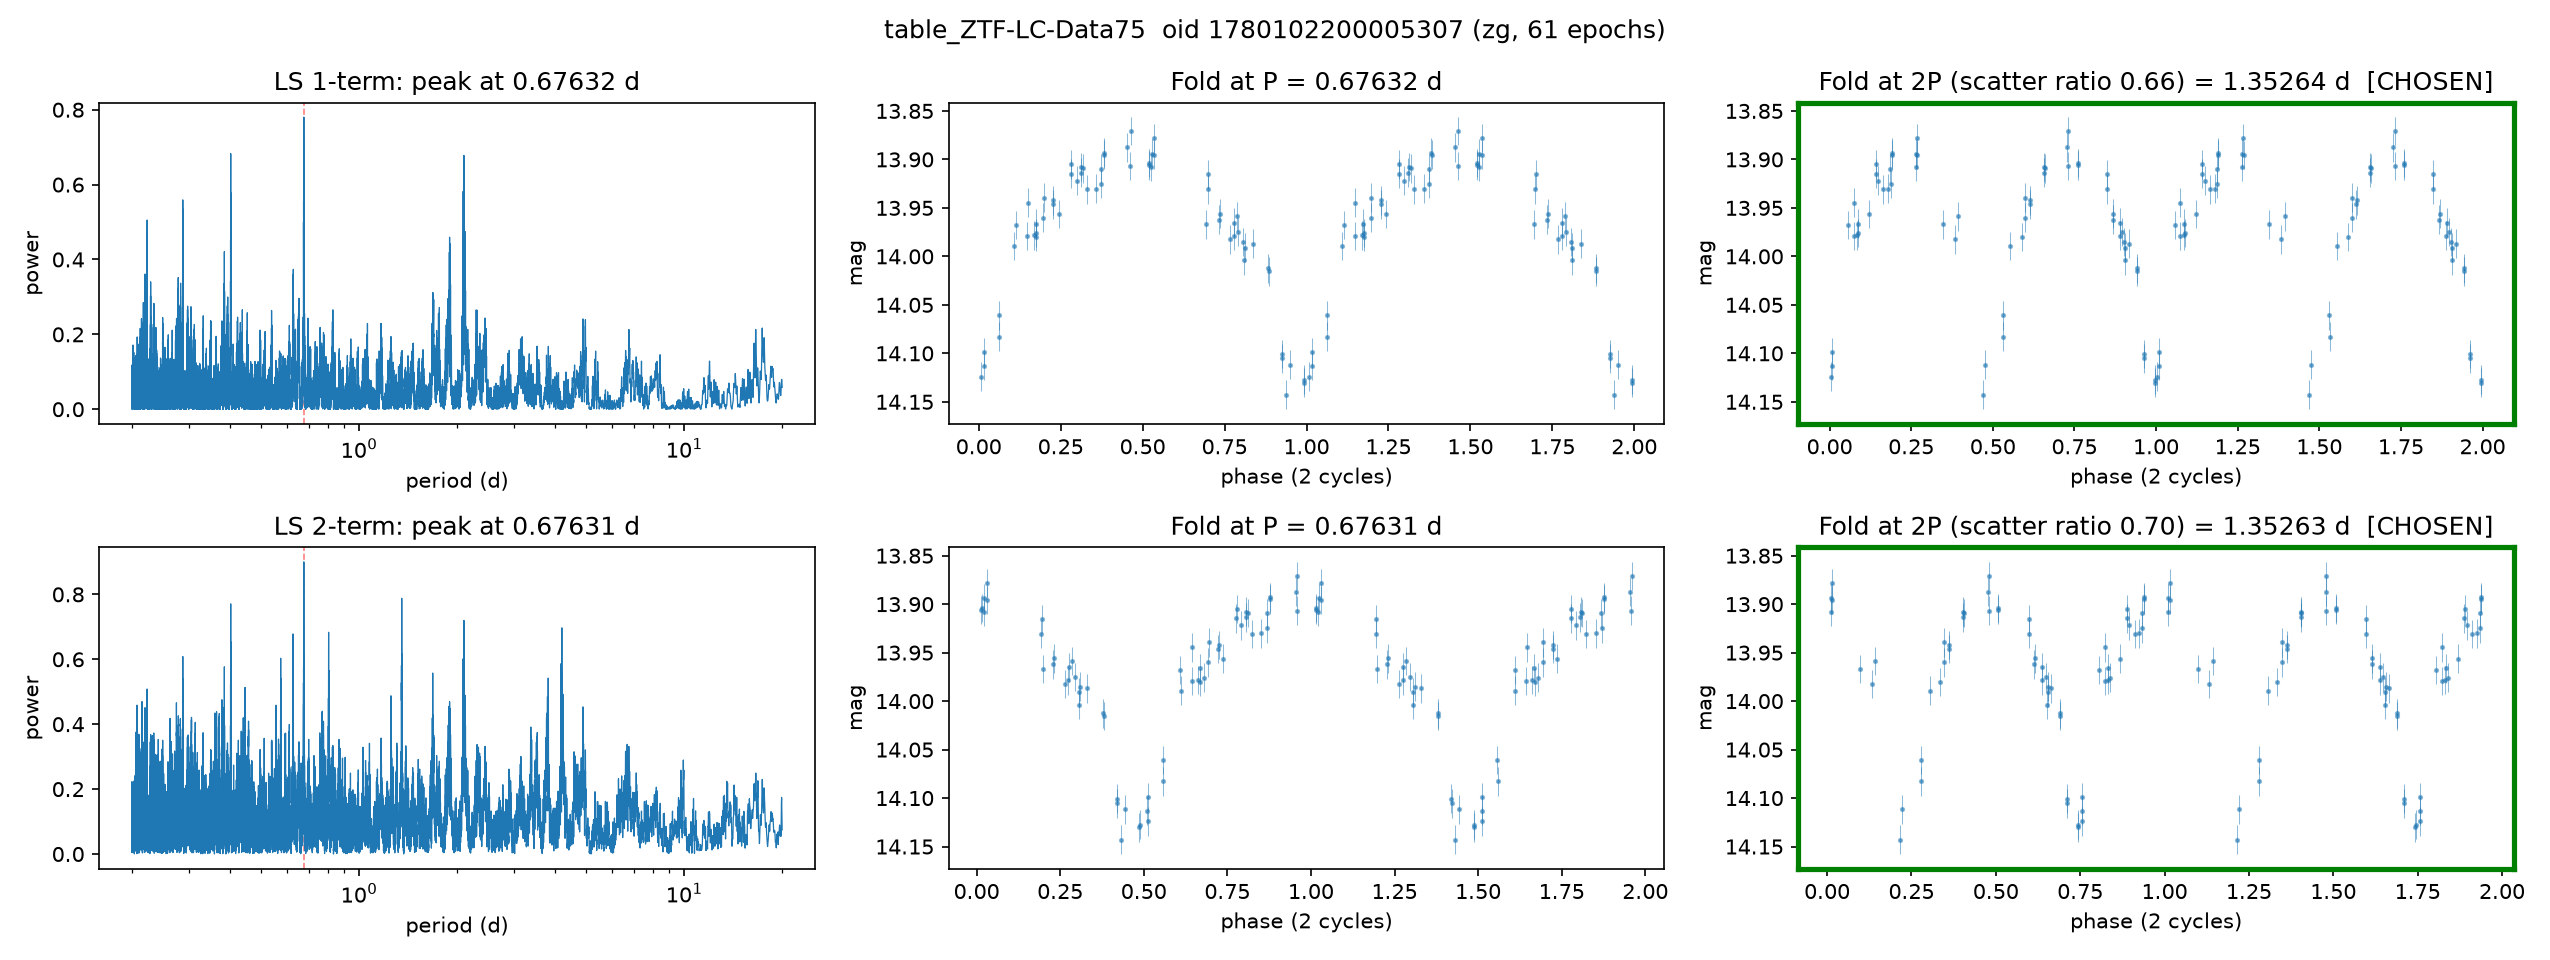 table_ZTF-LC-Data75  oid 1780102200005307 (zg, 61 epochs)
LS 1-term: peak at 0.67632 d
Fold at P = 0.67632 d
Fold at 2P (scatter ratio 0.66) = 1.35264 d  [CHOSEN]
power
0.8
0.6
0.4
0.2
0.0
10⁰
10¹
period (d)
mag
13.85
13.90
13.95
14.00
14.05
14.10
14.15
0.00 0.25 0.50 0.75 1.00 1.25 1.50 1.75 2.00
phase (2 cycles)
mag
13.85
13.90
13.95
14.00
14.05
14.10
14.15
0.00 0.25 0.50 0.75 1.00 1.25 1.50 1.75 2.00
phase (2 cycles)
LS 2-term: peak at 0.67631 d
Fold at P = 0.67631 d
Fold at 2P (scatter ratio 0.70) = 1.35263 d  [CHOSEN]
power
0.8
0.6
0.4
0.2
0.0
10⁰
10¹
period (d)
mag
13.85
13.90
13.95
14.00
14.05
14.10
14.15
0.00 0.25 0.50 0.75 1.00 1.25 1.50 1.75 2.00
phase (2 cycles)
mag
13.85
13.90
13.95
14.00
14.05
14.10
14.15
0.00 0.25 0.50 0.75 1.00 1.25 1.50 1.75 2.00
phase (2 cycles)